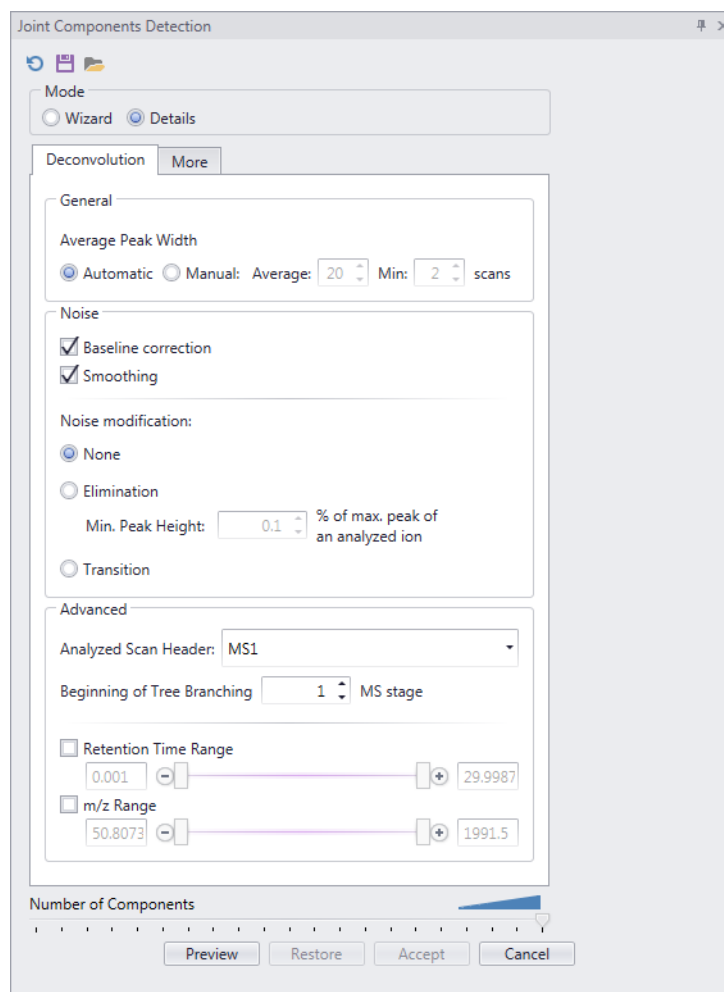 Joint Components Detection
Mode
Wizard Details
Deconvolution More
General
Average Peak Width
Automatic Manual: Average: 20 Min: 2 scans
Noise
Baseline correction
Smoothing
Noise modification:
None
Elimination
Min. Peak Height: 0.1 % of max. peak of
an analyzed ion
Transition
Advanced
Analyzed Scan Header: MS1
Beginning of Tree Branching 1 MS stage
Retention Time Range
0.001 29.9987
m/z Range
50.8073 1991.5
Number of Components
Preview Restore Accept Cancel